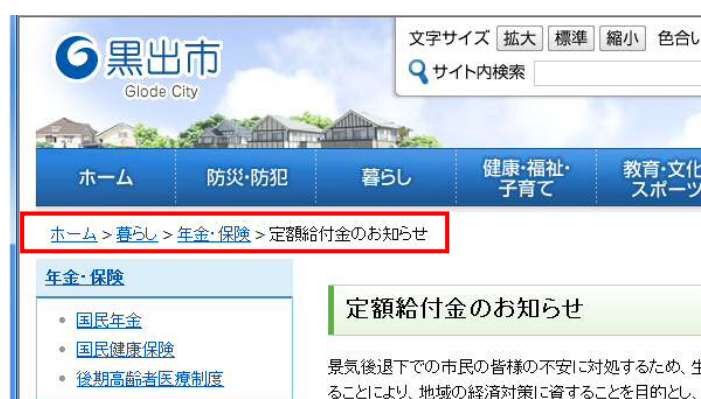 黒出市
Glode City
文字サイズ 拡大 標準 縮小 色合い
サイト内検索
ホーム
防災・防犯
暮らし
健康・福祉・
子育て
教育・文化
スポーツ
ホーム > 暮らし > 年金・保険 > 定額給付金のお知らせ
年金・保険
国民年金
国民健康保険
後期高齢者医療制度
定額給付金のお知らせ
景気後退下での市民の皆様の不安に対処するため、生
ることにより、地域の経済対策に資することを目的とし、